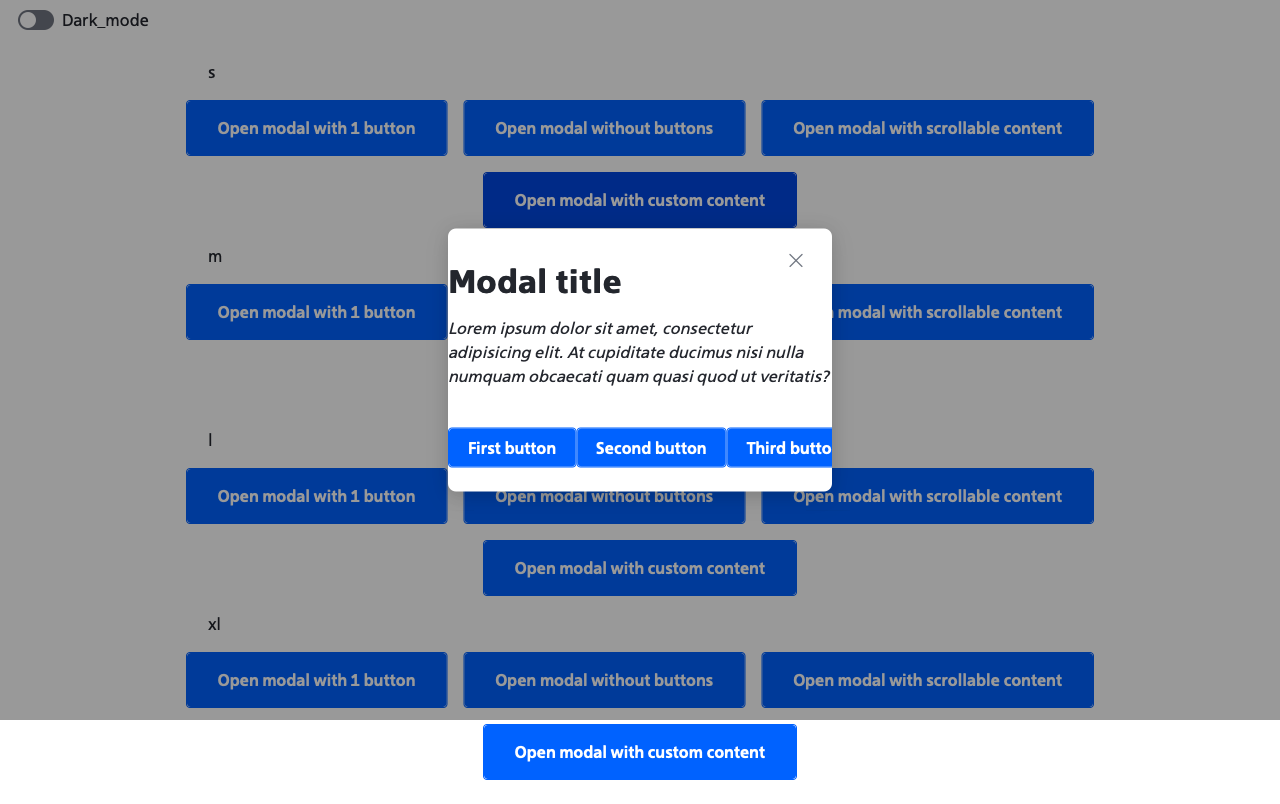 Dark_mode
s
Open modal with 1 button
Open modal without buttons
Open modal with scrollable content
Open modal with custom content
m
Modal title
Open modal with 1 button
modal with scrollable content
Lorem ipsum dolor sit amet, consectetur
adipisicing elit. At cupiditate ducimus nisi nulla
numquam obcaecati quam quasi quod ut veritatis?
l
First button
Second button
Third butto
Open modal with 1 button
Open modal without buttons
Open modal with scrollable content
Open modal with custom content
xl
Open modal with 1 button
Open modal without buttons
Open modal with scrollable content
Open modal with custom content